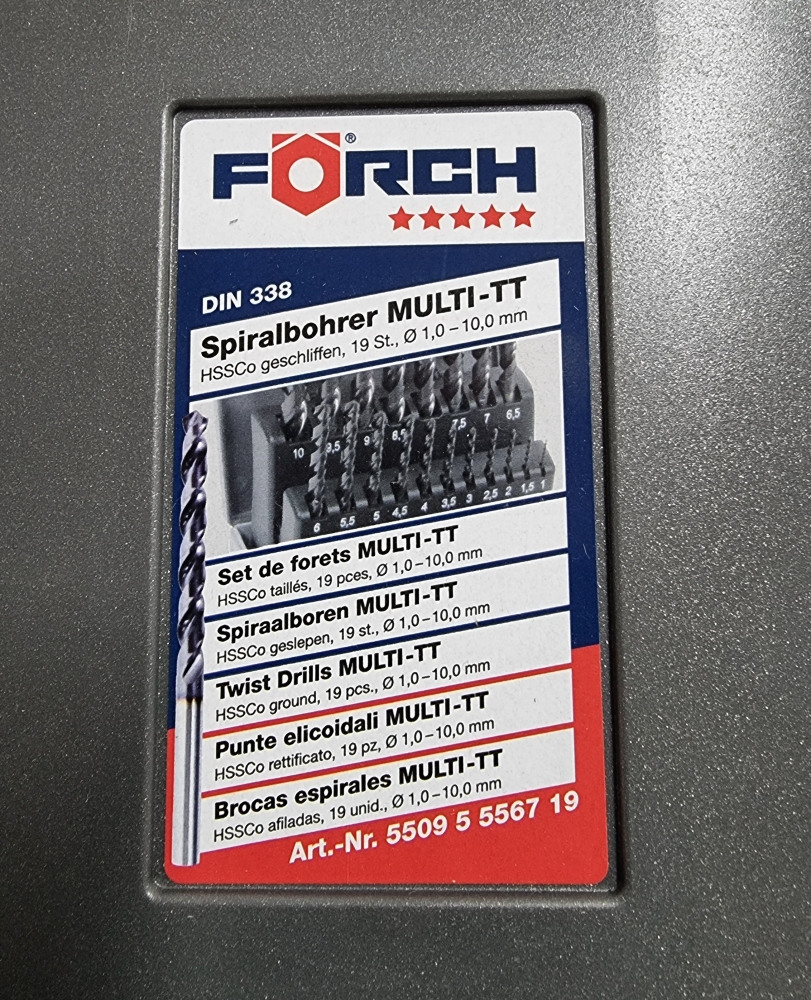 FÖRCH®
DIN 338
Spiralbohrer MULTI-TT
HSSCo geschliffen, 19 St., Ø 1,0–10,0 mm
10 9,5 9 8,5 7,5 7 6,5
6 5,5 5 4,5 4 3,5 3 2,5 2 1,5 1
Set de forets MULTI-TT
HSSCo taillés, 19 pces, Ø 1,0–10,0 mm
Spiraalboren MULTI-TT
HSSCo geslepen, 19 st., Ø 1,0–10,0 mm
Twist Drills MULTI-TT
HSSCo ground, 19 pcs., Ø 1,0–10,0 mm
Punte elicoidali MULTI-TT
HSSCo rettificato, 19 pz, Ø 1,0–10,0 mm
Brocas espirales MULTI-TT
HSSCo afiladas, 19 unid., Ø 1,0–10,0 mm
Art.-Nr. 5509 5 5567 19